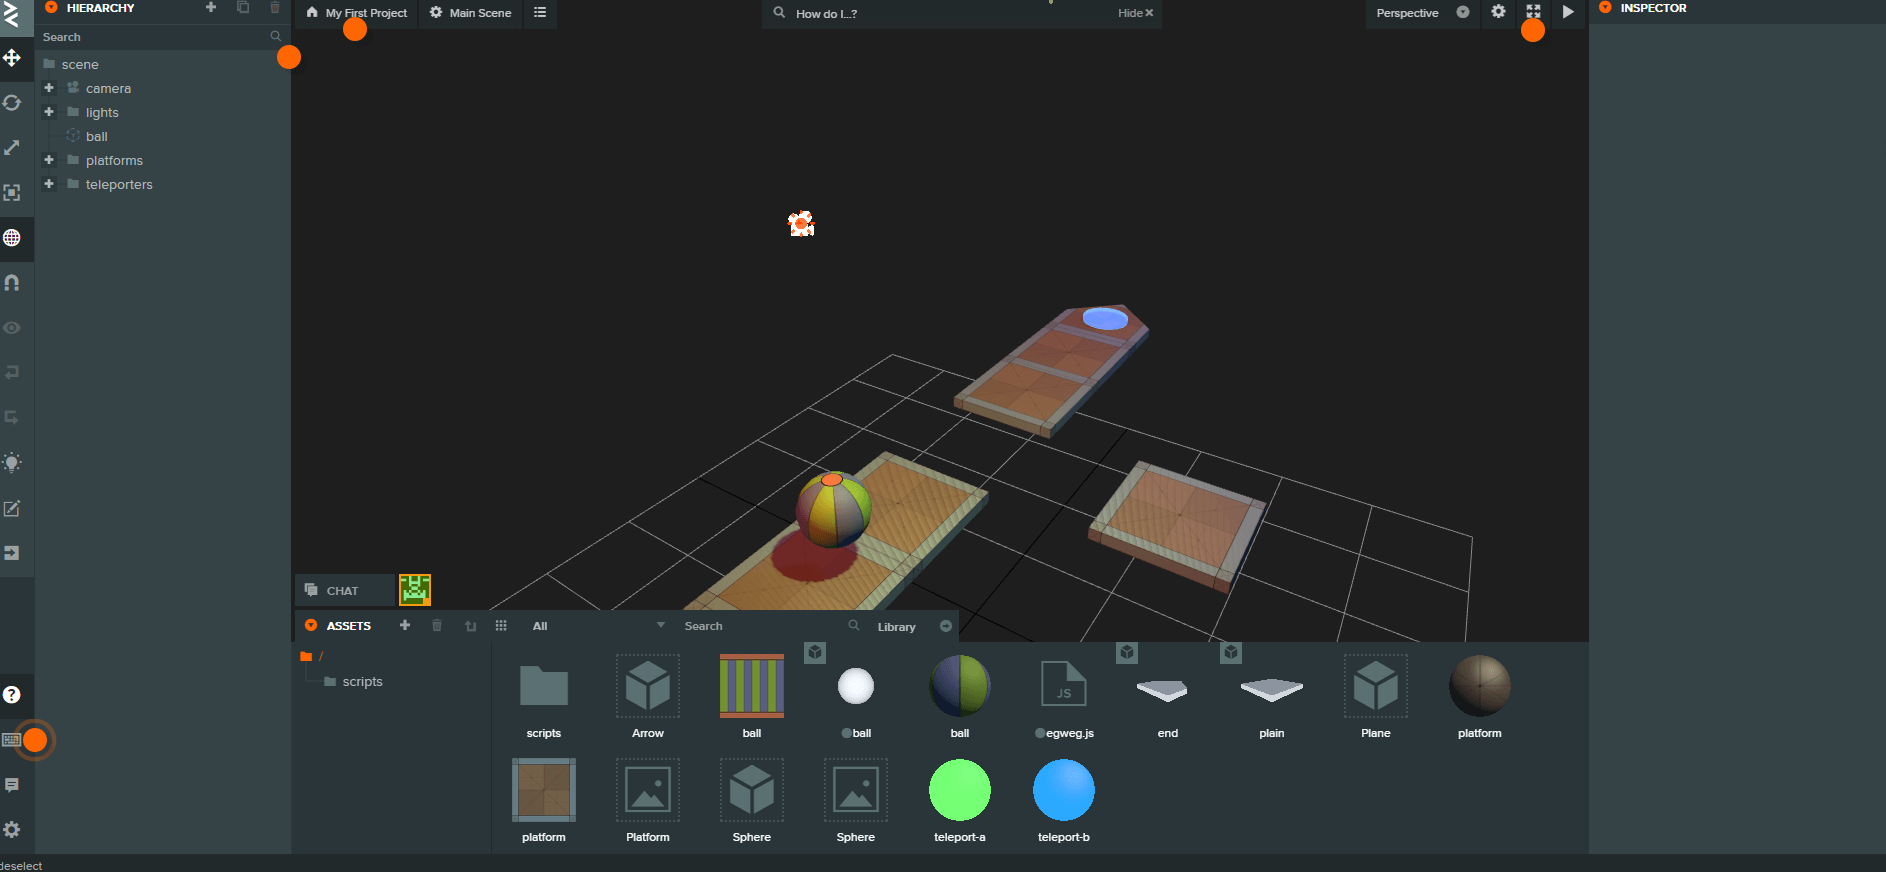 HIERARCHY
My First Project
Main Scene
How do I...?
Hide
Perspective
INSPECTOR
Search
scene
camera
lights
ball
platforms
teleporters
CHAT
ASSETS
All
Search
Library
/
scripts
scripts
Arrow
ball
ball
ball
JS
egweg.js
end
plain
Plane
platform
platform
Platform
Sphere
Sphere
teleport-a
teleport-b
deselect